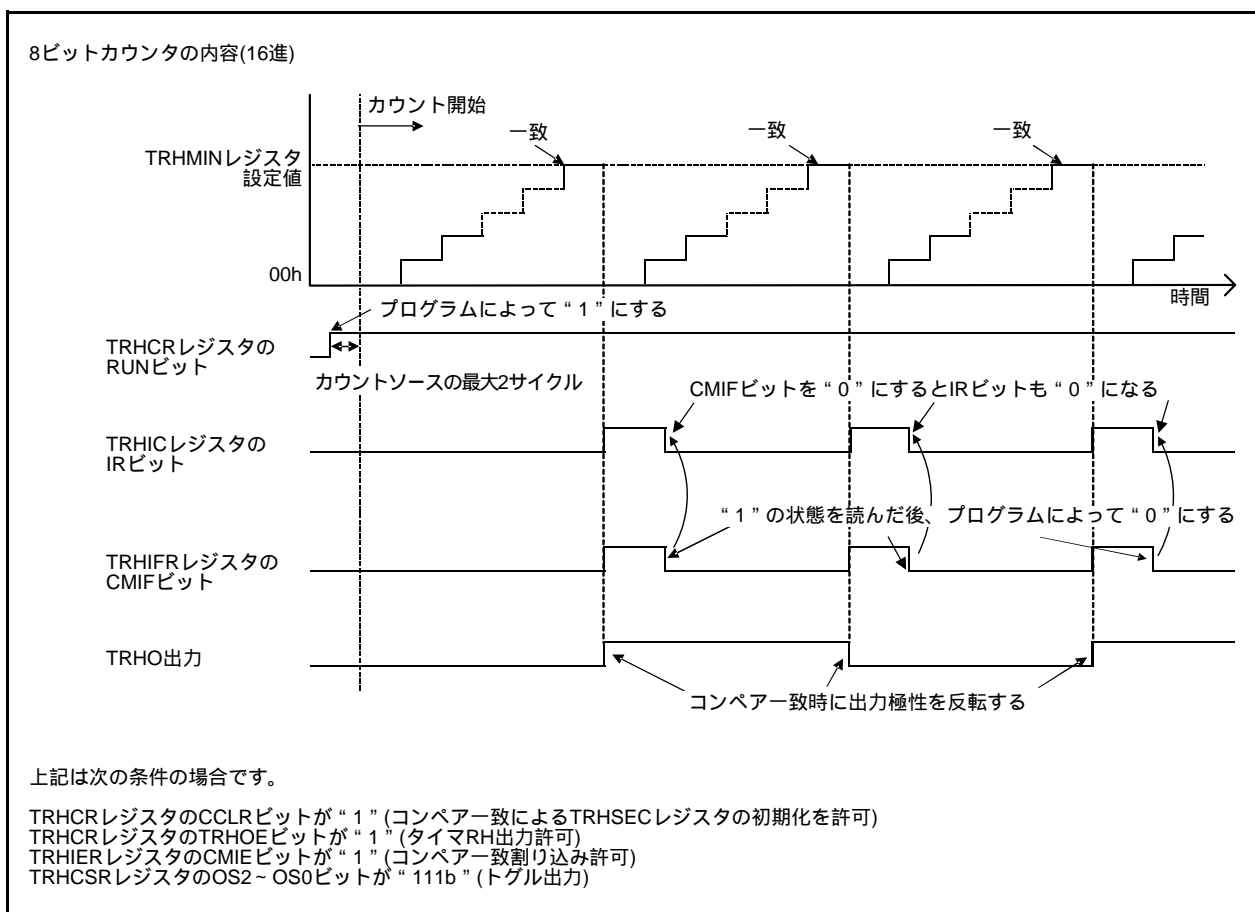 8ビットカウンタの内容(16進)
カウント開始
一致
一致
一致
TRHMINレジスタ
設定値
00h
時間
プログラムによって“1”にする
TRHCRレジスタの
RUNビット
カウントソースの最大2サイクル
CMIFビットを“0”にするとIRビットも“0”になる
TRHICレジスタの
IRビット
“1”の状態を読んだ後、プログラムによって“0”にする
TRHIFRレジスタの
CMIFビット
TRHO出力
コンペア一致時に出力極性を反転する
上記は次の条件の場合です。
TRHCRレジスタのCCLRビットが“1”(コンペア一致によるTRHSECレジスタの初期化を許可)
TRHCRレジスタのTRHOEビットが“1”(タイマRH出力許可)
TRHIERレジスタのCMIEビットが“1”(コンペア一致割り込み許可)
TRHCSRレジスタのOS2~OS0ビットが“111b”(トグル出力)